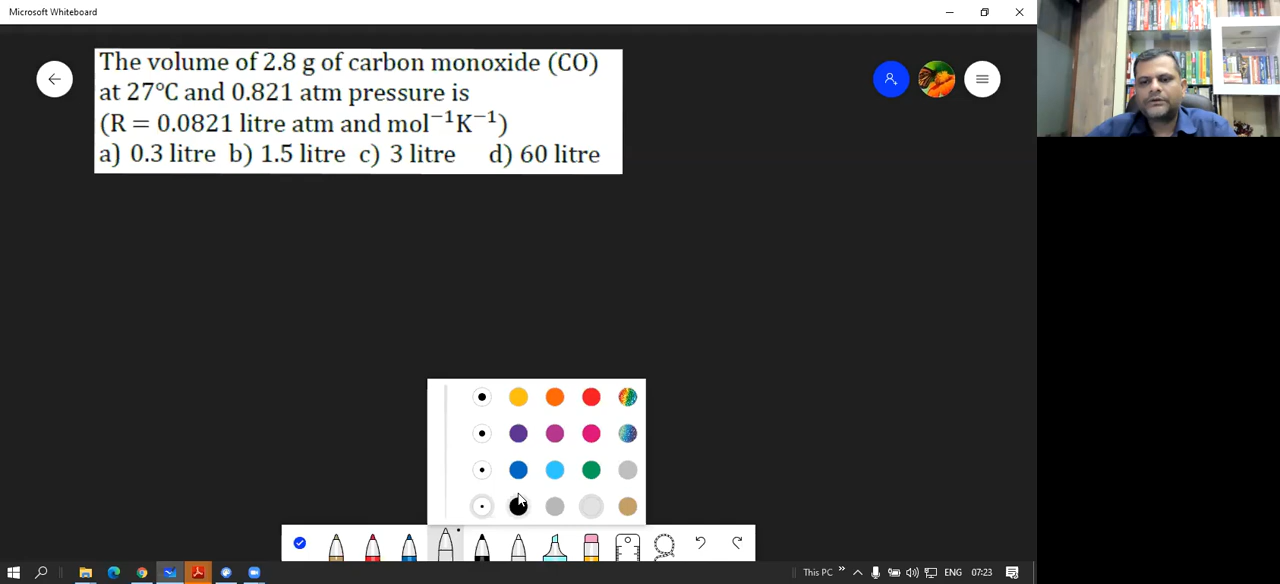 Microsoft Whiteboard
The volume of 2.8 g of carbon monoxide (CO)
at 27°C and 0.821 atm pressure is
(R = 0.0821 litre atm and mol⁻¹K⁻¹)
a) 0.3 litre b) 1.5 litre c) 3 litre d) 60 litre
This PC
ENG
07:23